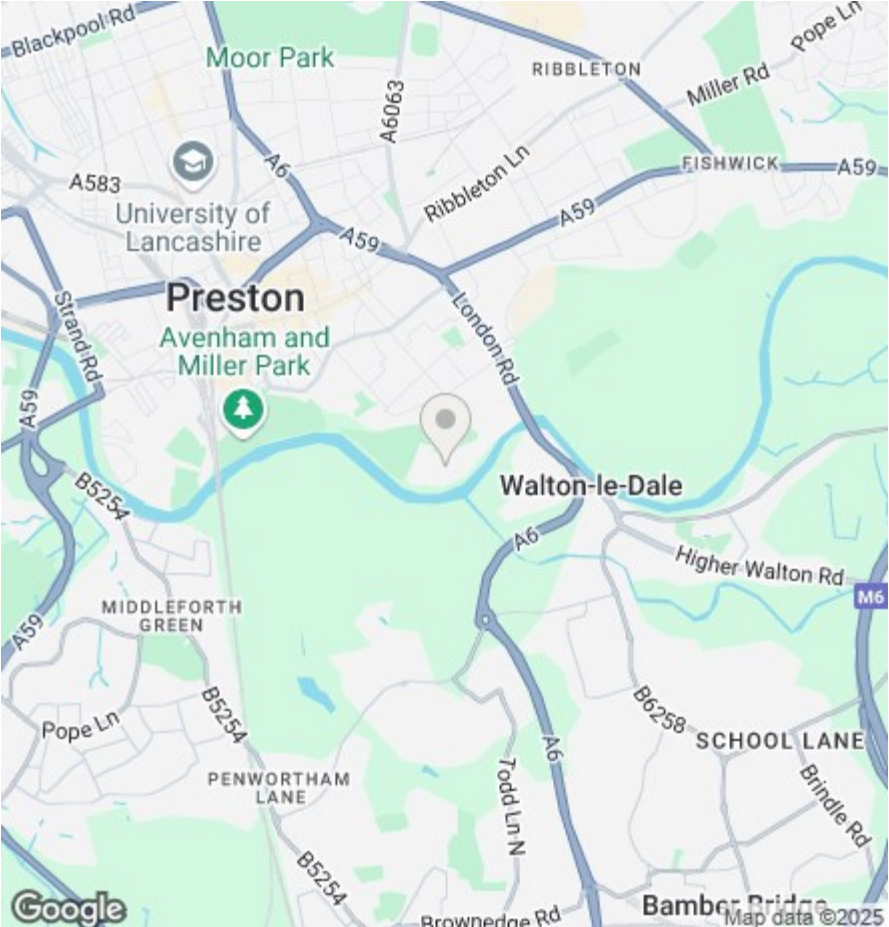 Blackpool Rd
Moor Park
A6063
RIBBLETON
Miller Rd
Pope Ln
A583
A6
Ribbleton Ln
FISHWICK
A59
University of
Lancashire
A59
A59
Preston
Strand Rd
London Rd
Avenham and
Miller Park
A59
B5254
Walton-le-Dale
A6
Higher Walton Rd
M6
MIDDLEFORTH
GREEN
A59
B5254
Pope Ln
B6258
SCHOOL LANE
A6
PENWORTHAM
LANE
Todd Ln N
Brindle Rd
B5254
Google
Brownedge Rd
Bamber Bridge
Map data ©2025